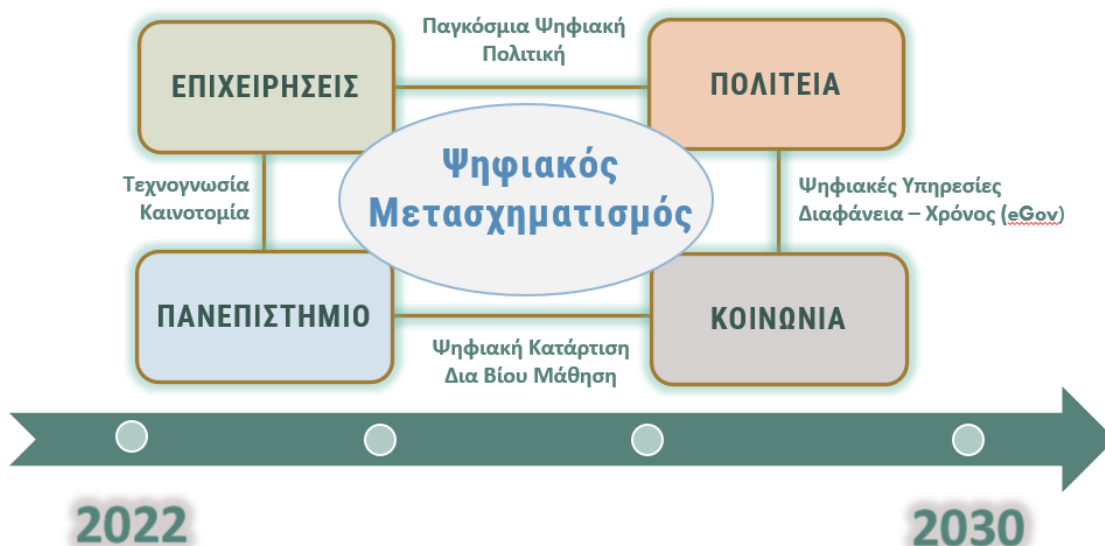 Παγκόσμια Ψηφιακή
Πολιτική
ΕΠΙΧΕΙΡΗΣΕΙΣ
ΠΟΛΙΤΕΙΑ
Ψηφιακός
Μετασχηματισμός
Τεχνογνωσία
Καινοτομία
Ψηφιακές Υπηρεσίες
Διαφάνεια – Χρόνος (eGov)
ΠΑΝΕΠΙΣΤΗΜΙΟ
ΚΟΙΝΩΝΙΑ
Ψηφιακή Κατάρτιση
Δια Βίου Μάθηση
2022
2030